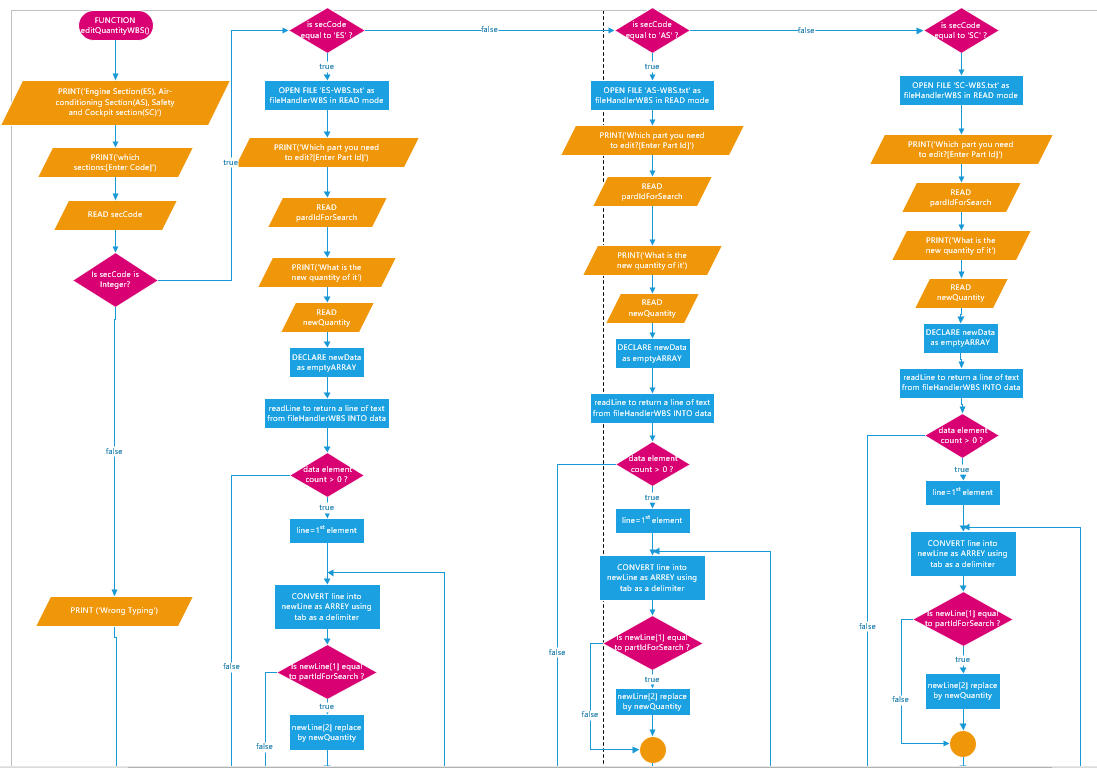 FUNCTION
editQuantityWBS()
PRINT('Engine Section(ES), Air-
conditioning Section(AS), Safety
and Cockpit section(SC)')
PRINT('which
sections:[Enter Code]')
READ secCode
Is secCode is
Integer?
true
false
PRINT ('Wrong Typing')
is secCode
equal to 'ES' ?
false
true
OPEN FILE 'ES-WBS.txt' as
fileHandlerWBS in READ mode
PRINT('Which part you need
to edit?[Enter Part Id]')
READ
pardIdForSearch
PRINT('What is the
new quantity of it')
READ
newQuantity
DECLARE newData
as emptyARRAY
readLine to return a line of text
from fileHandlerWBS INTO data
data element
count > 0 ?
true
line=1st element
CONVERT line into
newLine as ARREY using
tab as a delimiter
false
is newLine[1] equal
to partIdForSearch ?
true
newLine[2] replace
by newQuantity
false
is secCode
equal to 'AS' ?
false
true
OPEN FILE 'AS-WBS.txt' as
fileHandlerWBS in READ mode
PRINT('Which part you need
to edit?[Enter Part Id]')
READ
pardIdForSearch
PRINT('What is the
new quantity of it')
READ
newQuantity
DECLARE newData
as emptyARRAY
readLine to return a line of text
from fileHandlerWBS INTO data
data element
count > 0 ?
true
line=1st element
CONVERT line into
newLine as ARREY using
tab as a delimiter
false
is newLine[1] equal
to partIdForSearch ?
true
newLine[2] replace
by newQuantity
false
is secCode
equal to 'SC' ?
true
OPEN FILE 'SC-WBS.txt' as
fileHandlerWBS in READ mode
PRINT('Which part you need
to edit?[Enter Part Id]')
READ
pardIdForSearch
PRINT('What is the
new quantity of it')
READ
newQuantity
DECLARE newData
as emptyARRAY
readLine to return a line of text
from fileHandlerWBS INTO data
data element
count > 0 ?
true
line=1st element
CONVERT line into
newLine as ARREY using
tab as a delimiter
false
is newLine[1] equal
to partIdForSearch ?
true
newLine[2] replace
by newQuantity
false